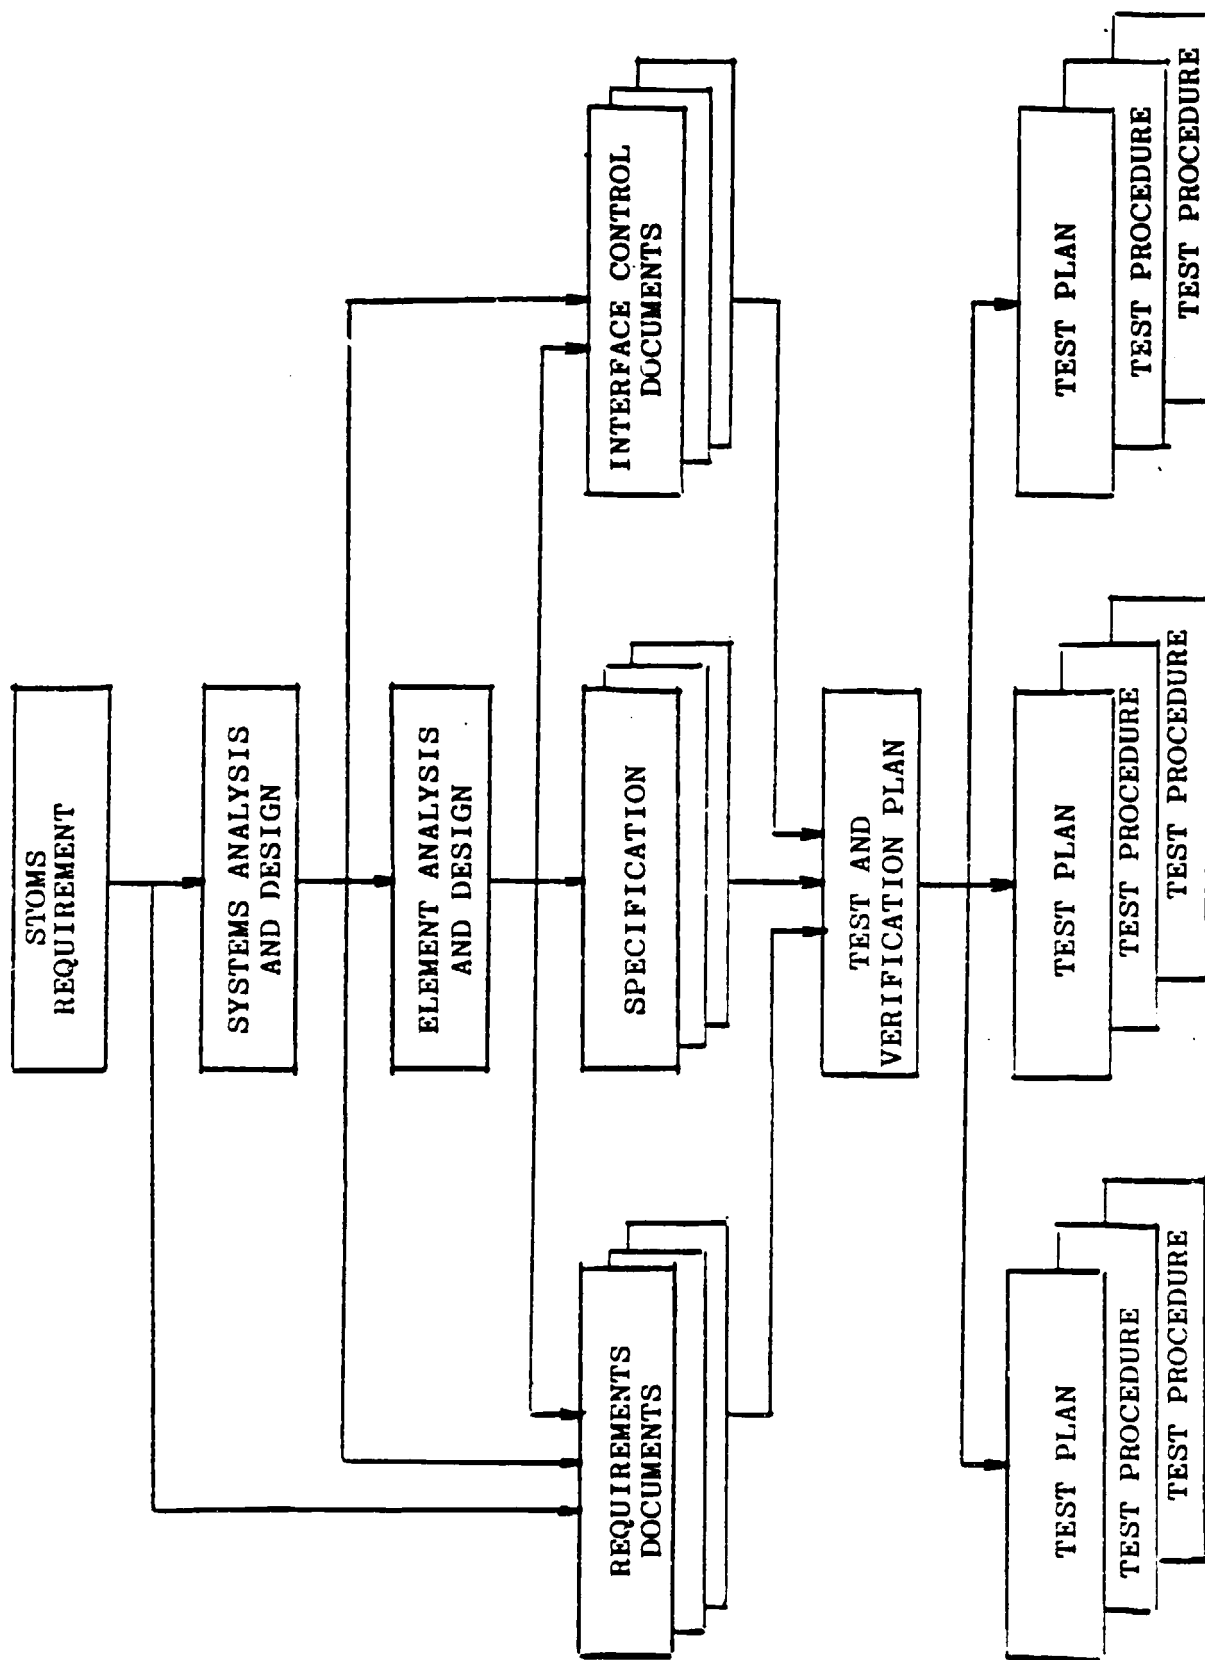 STOMS
REQUIREMENT
SYSTEMS ANALYSIS
AND DESIGN
ELEMENT ANALYSIS
AND DESIGN
REQUIREMENTS
DOCUMENTS
SPECIFICATION
INTERFACE CONTROL
DOCUMENTS
TEST AND
VERIFICATION PLAN
TEST PLAN
TEST PROCEDURE
TEST PROCEDURE
TEST PLAN
TEST PROCEDURE
TEST PROCEDURE
TEST PLAN
TEST PROCEDURE
TEST PROCEDURE